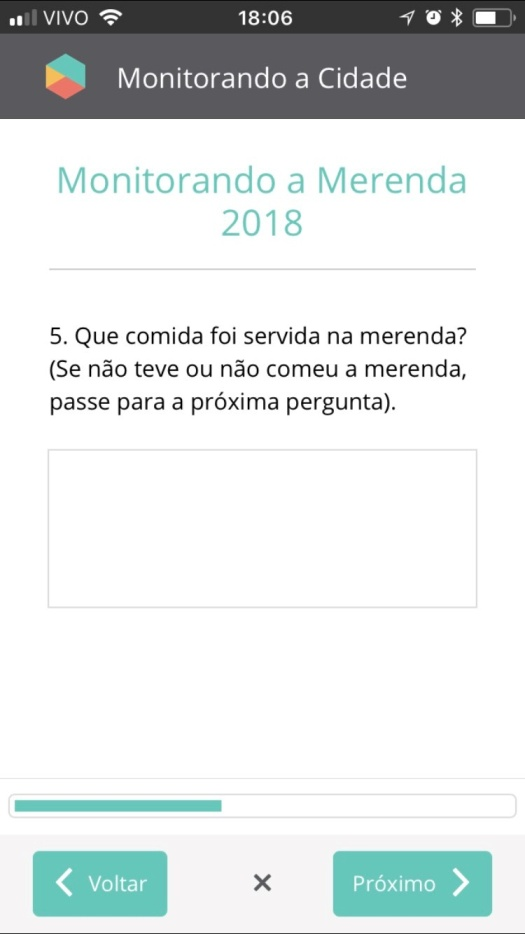 VIVO 18:06
Monitorando a Cidade
Monitorando a Merenda
2018
5. Que comida foi servida na merenda?
(Se não teve ou não comeu a merenda,
passe para a próxima pergunta).
Voltar × Próximo